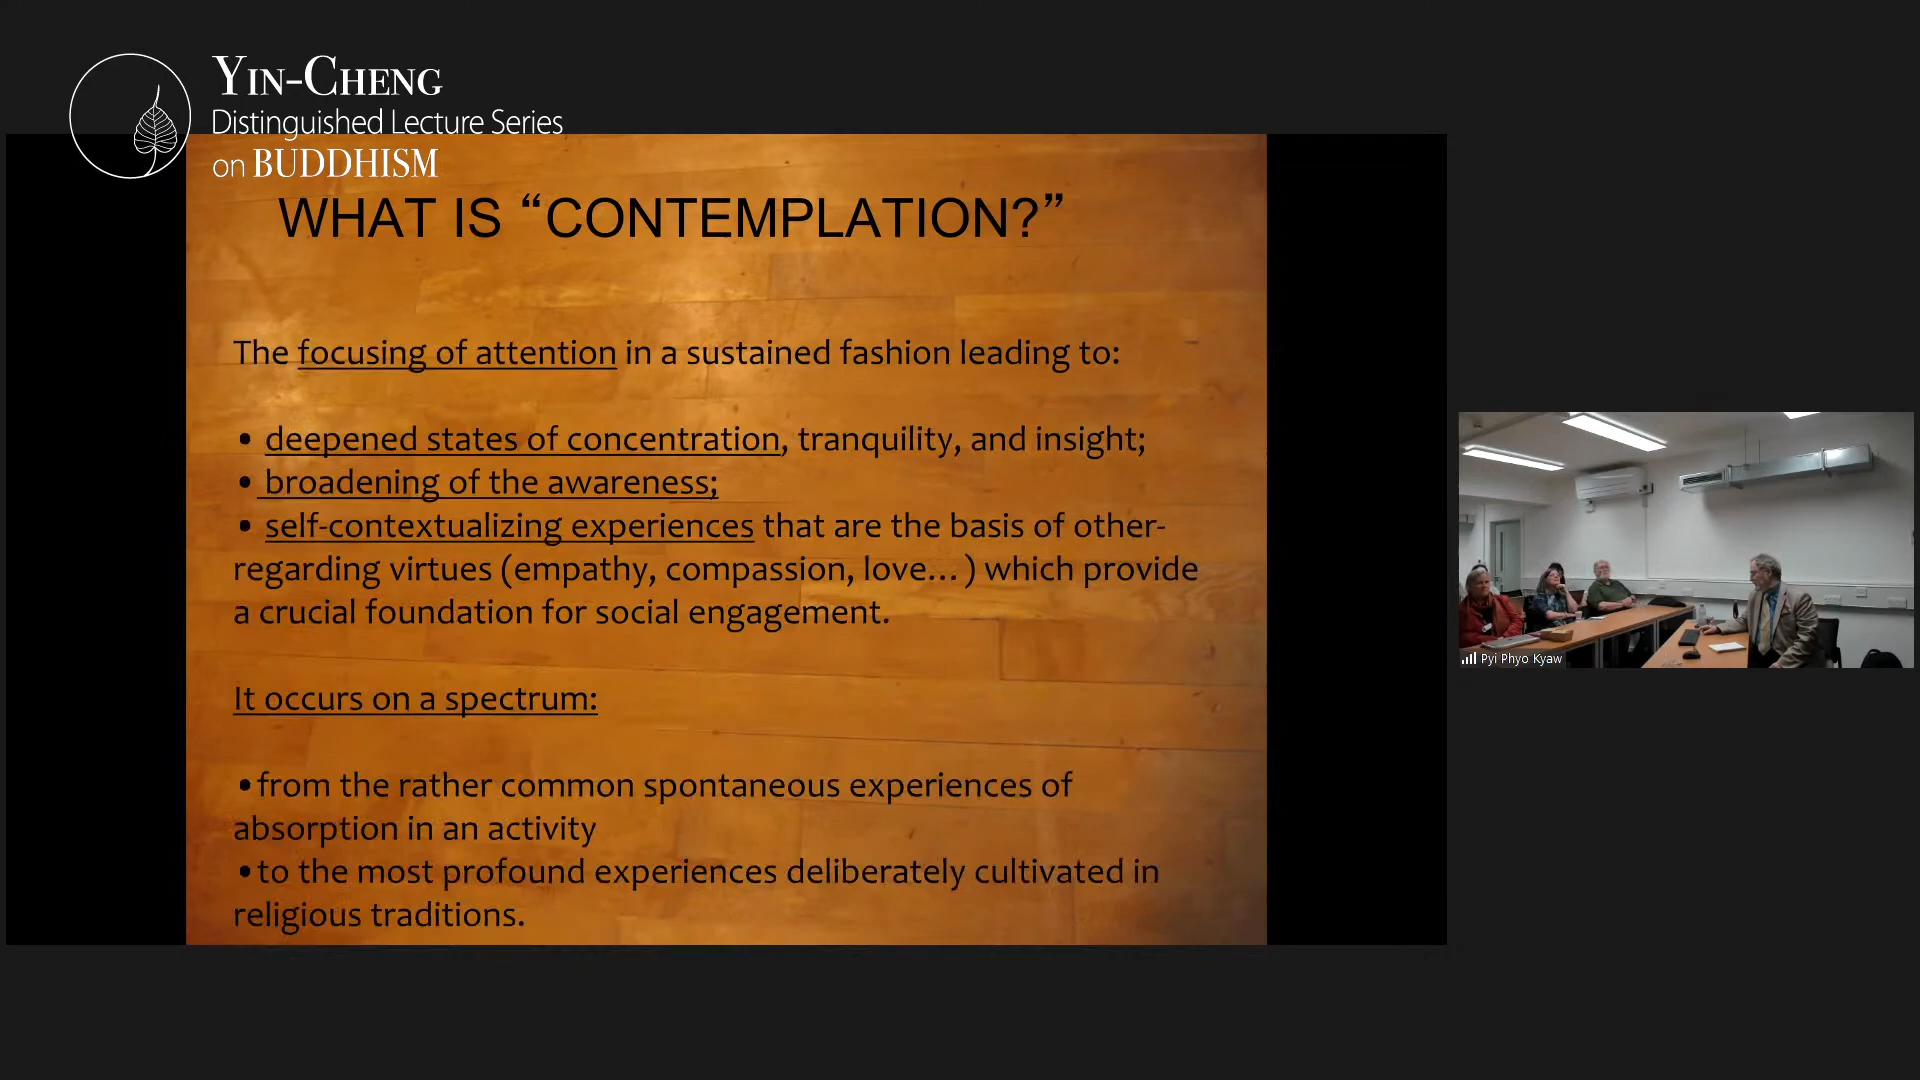 YIN-CHENG
Distinguished Lecture Series
on BUDDHISM
WHAT IS “CONTEMPLATION?”
The focusing of attention in a sustained fashion leading to:
• deepened states of concentration, tranquility, and insight;
• broadening of the awareness;
• self-contextualizing experiences that are the basis of other-
regarding virtues (empathy, compassion, love…) which provide
a crucial foundation for social engagement.
It occurs on a spectrum:
•from the rather common spontaneous experiences of
absorption in an activity
•to the most profound experiences deliberately cultivated in
religious traditions.
Pyi Phyo Kyaw